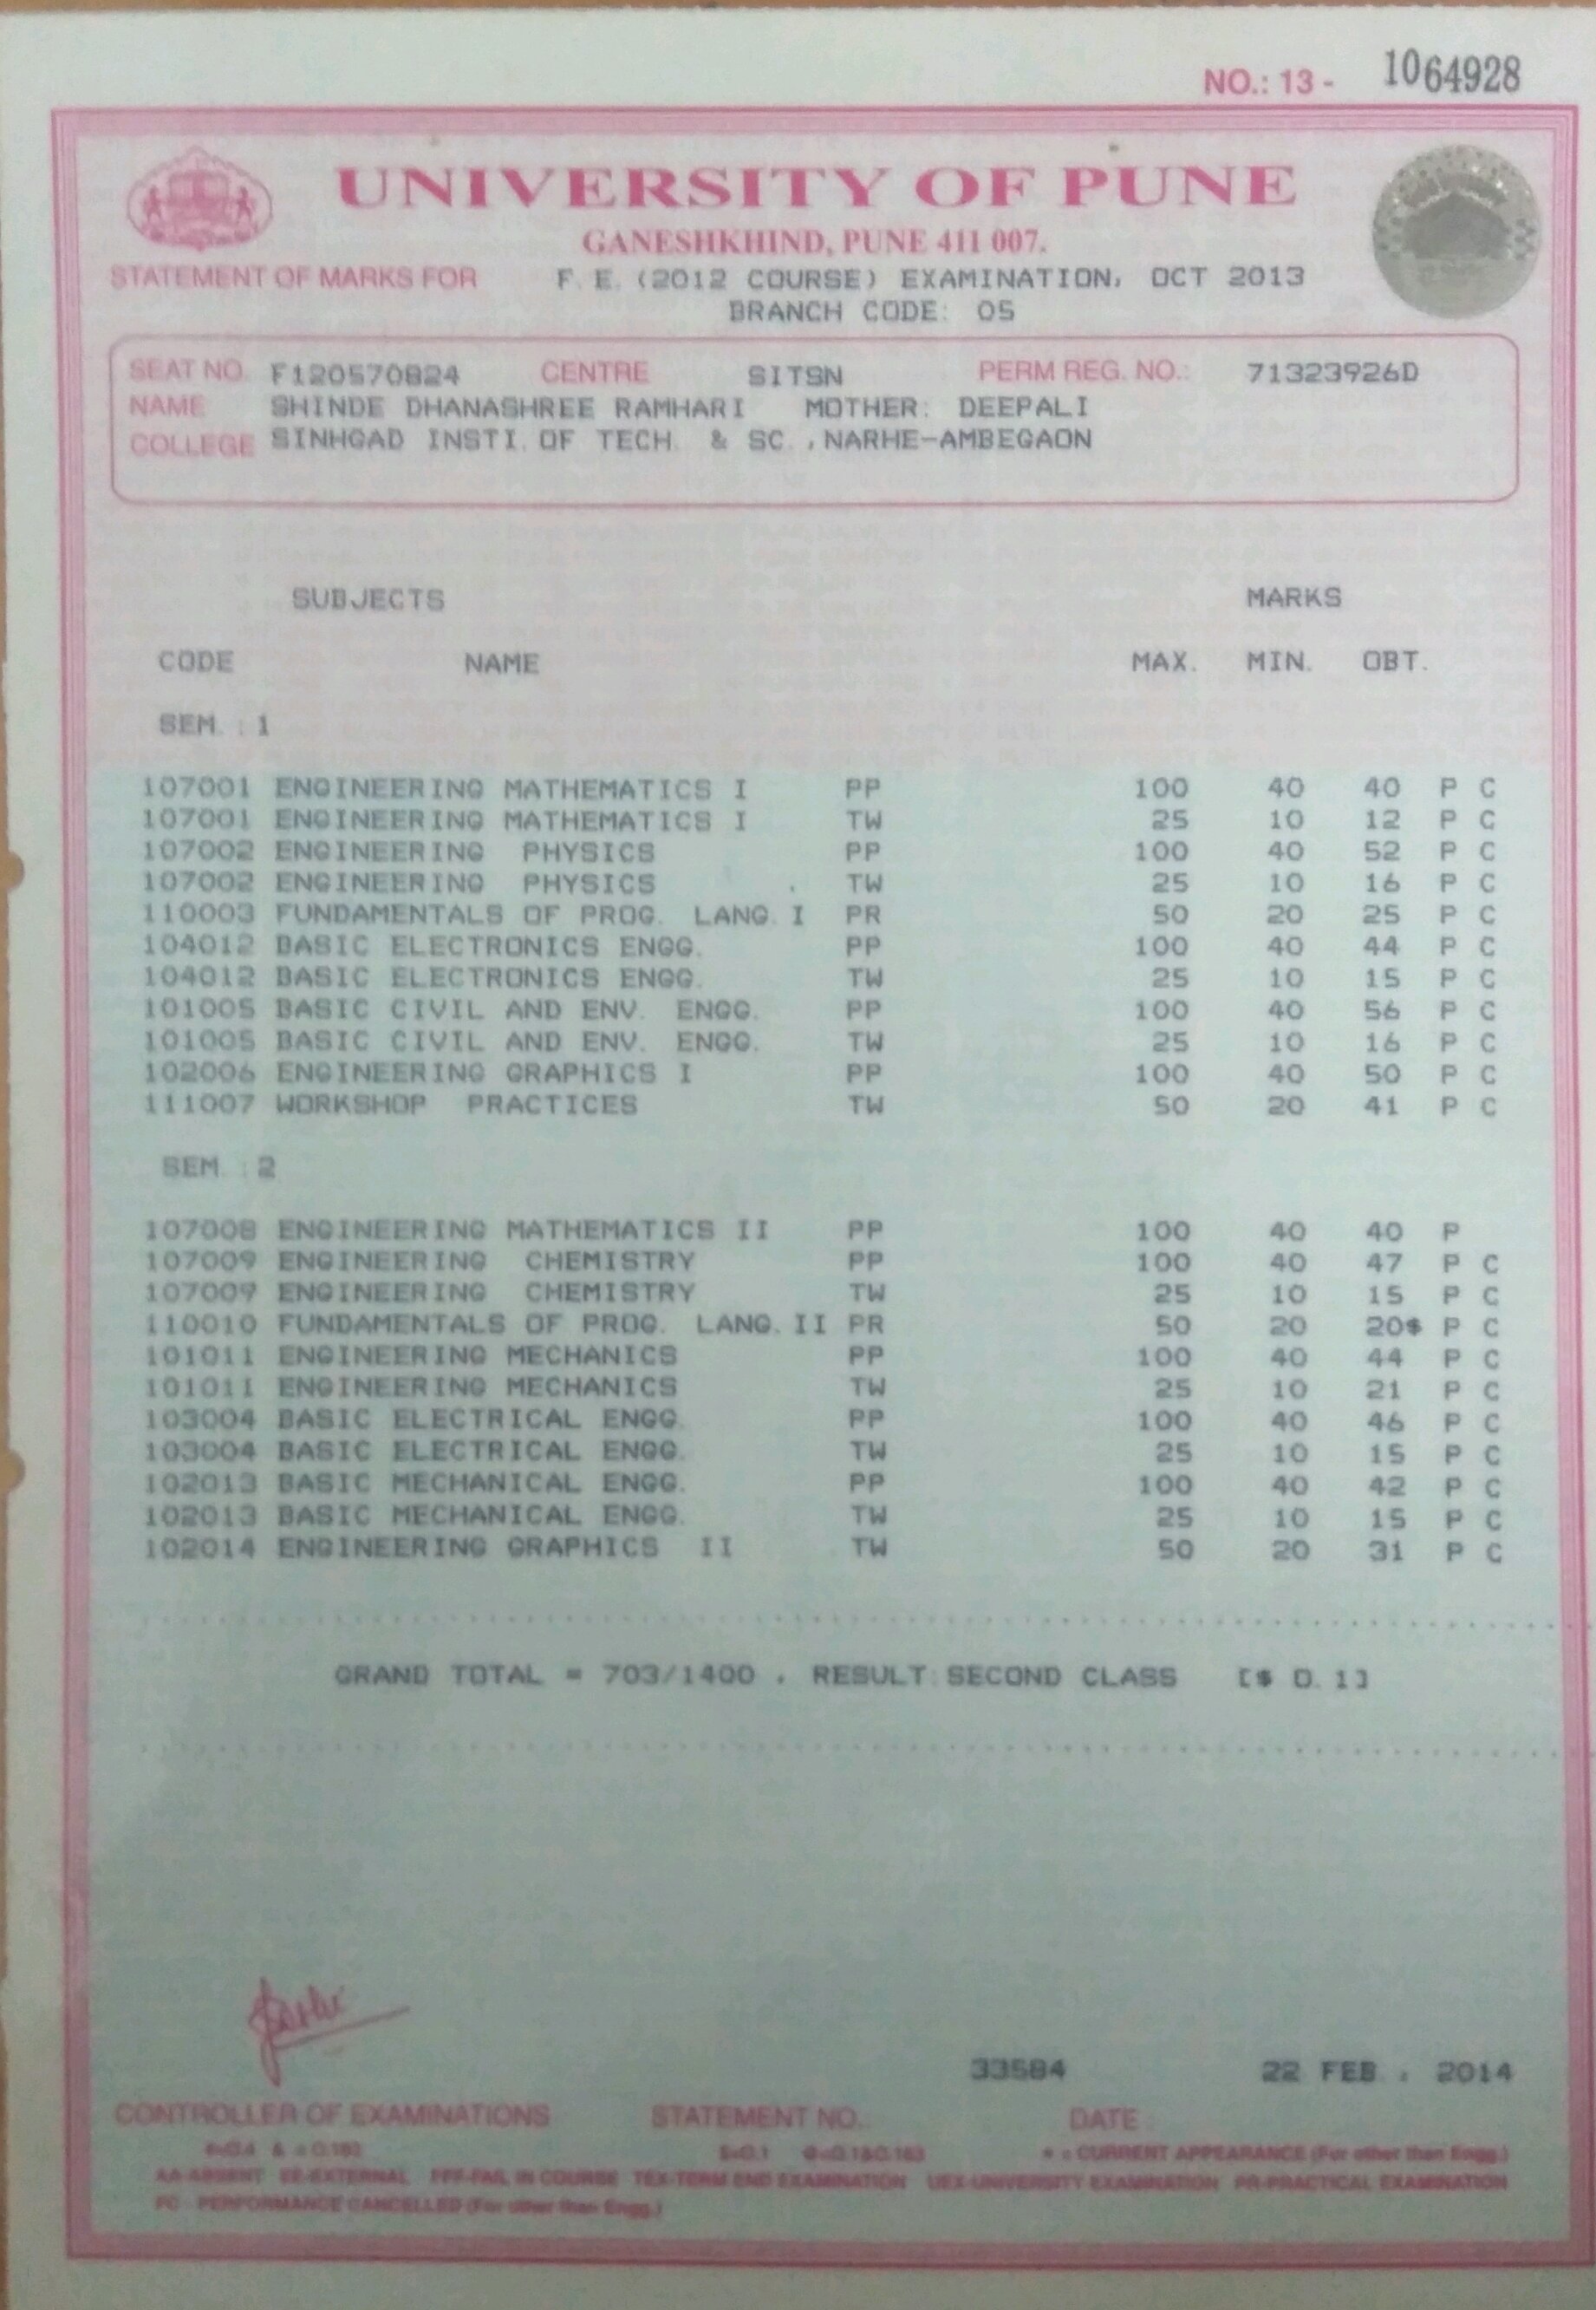 NO.: 13 - 1064928
UNIVERSITY OF PUNE
GANESHKHIND, PUNE 411 007.
STATEMENT OF MARKS FOR F. E. (2012 COURSE) EXAMINATION, OCT 2013
BRANCH CODE: 05
SEAT NO. F120570824 CENTRE SITSN PERM REG. NO.: 71323926D
NAME SHINDE DHANASHREE RAMHARI MOTHER: DEEPALI
COLLEGE SINHGAD INSTI. OF TECH. & SC., NARHE-AMBEGAON
SUBJECTS MARKS
CODE NAME MAX. MIN. OBT.
SEM. : 1
107001 ENGINEERING MATHEMATICS I PP 100 40 40 P C
107001 ENGINEERING MATHEMATICS I TW 25 10 12 P C
107002 ENGINEERING PHYSICS PP 100 40 52 P C
107002 ENGINEERING PHYSICS TW 25 10 16 P C
110003 FUNDAMENTALS OF PROG. LANG. I PR 50 20 25 P C
104012 BASIC ELECTRONICS ENGG. PP 100 40 44 P C
104012 BASIC ELECTRONICS ENGG. TW 25 10 15 P C
101005 BASIC CIVIL AND ENV. ENGG. PP 100 40 56 P C
101005 BASIC CIVIL AND ENV. ENGG. TW 25 10 16 P C
102006 ENGINEERING GRAPHICS I PP 100 40 50 P C
111007 WORKSHOP PRACTICES TW 50 20 41 P C
SEM. : 2
107008 ENGINEERING MATHEMATICS II PP 100 40 40 P
107009 ENGINEERING CHEMISTRY PP 100 40 47 P C
107009 ENGINEERING CHEMISTRY TW 25 10 15 P C
110010 FUNDAMENTALS OF PROG. LANG. II PR 50 20 20$ P C
101011 ENGINEERING MECHANICS PP 100 40 44 P C
101011 ENGINEERING MECHANICS TW 25 10 21 P C
103004 BASIC ELECTRICAL ENGG. PP 100 40 46 P C
103004 BASIC ELECTRICAL ENGG. TW 25 10 15 P C
102013 BASIC MECHANICAL ENGG. PP 100 40 42 P C
102013 BASIC MECHANICAL ENGG. TW 25 10 15 P C
102014 ENGINEERING GRAPHICS II TW 50 20 31 P C
GRAND TOTAL = 703/1400 , RESULT: SECOND CLASS [$ O. 1]
33584 22 FEB , 2014
CONTROLLER OF EXAMINATIONS STATEMENT NO. DATE
$=O.1 * = CURRENT APPEARANCE (For other than Engg.)
AA-ABSENT EE-EXTERNAL FFF-FAIL IN COURSE TEX-TERM END EXAMINATION UEX-UNIVERSITY EXAMINATION PR-PRACTICAL EXAMINATION
PC - PERFORMANCE CANCELLED (For other than Engg.)